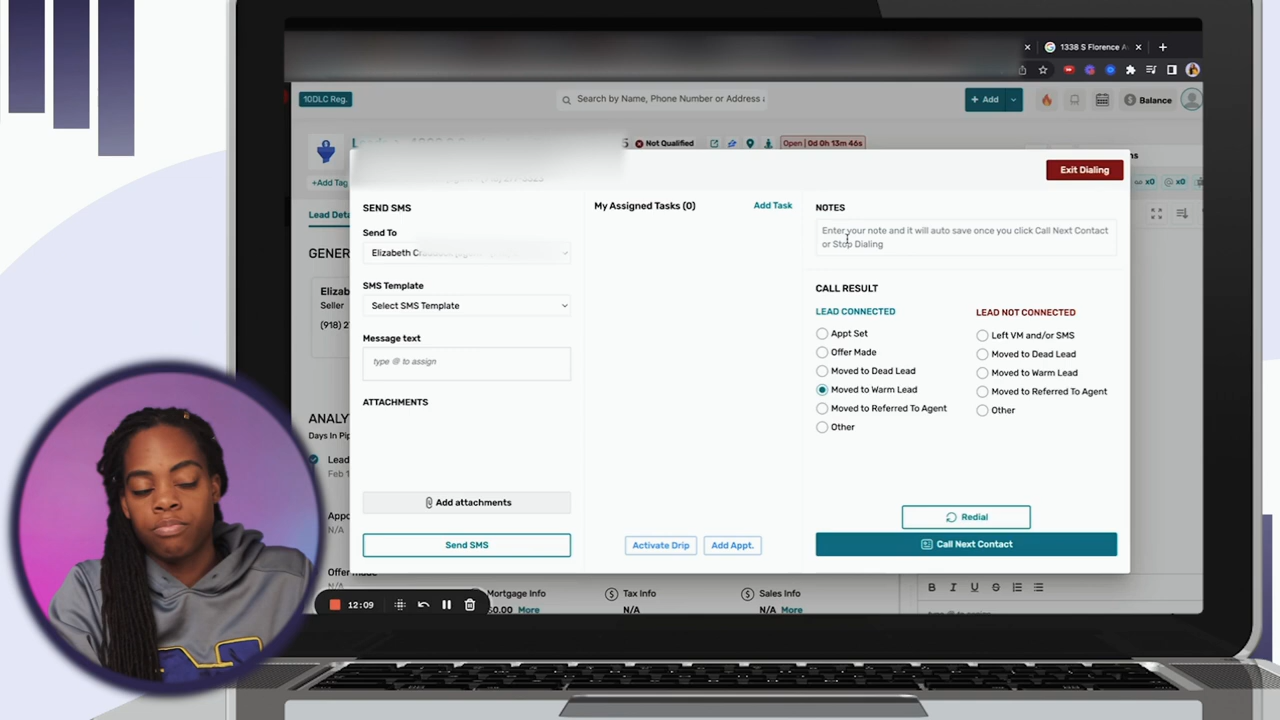 1338 S Florence A
10DLC Reg.
Search by Name, Phone Number or Address
+ Add
Balance
Not Qualified
Open | 0d 0h 13m 46s
+Add Tag
Exit Dialing
Lead Deta
GENER
Elizab
Seller
(918) 2
ANALY
Days In Pip
Lead
Feb 1
Appo
N/A
Offer made
N/A
SEND SMS
Send To
Elizabeth
SMS Template
Select SMS Template
Message text
type @ to assign
ATTACHMENTS
Add attachments
Send SMS
My Assigned Tasks (0)
Add Task
Activate Drip
Add Appt.
NOTES
Enter your note and it will auto save once you click Call Next Contact
or Stop Dialing
CALL RESULT
LEAD CONNECTED
Appt Set
Offer Made
Moved to Dead Lead
Moved to Warm Lead
Moved to Referred To Agent
Other
LEAD NOT CONNECTED
Left VM and/or SMS
Moved to Dead Lead
Moved to Warm Lead
Moved to Referred To Agent
Other
Redial
Call Next Contact
ns
x0
x0
12:09
Mortgage Info
$0.00 More
Tax Info
N/A
Sales Info
N/A More
B I U S